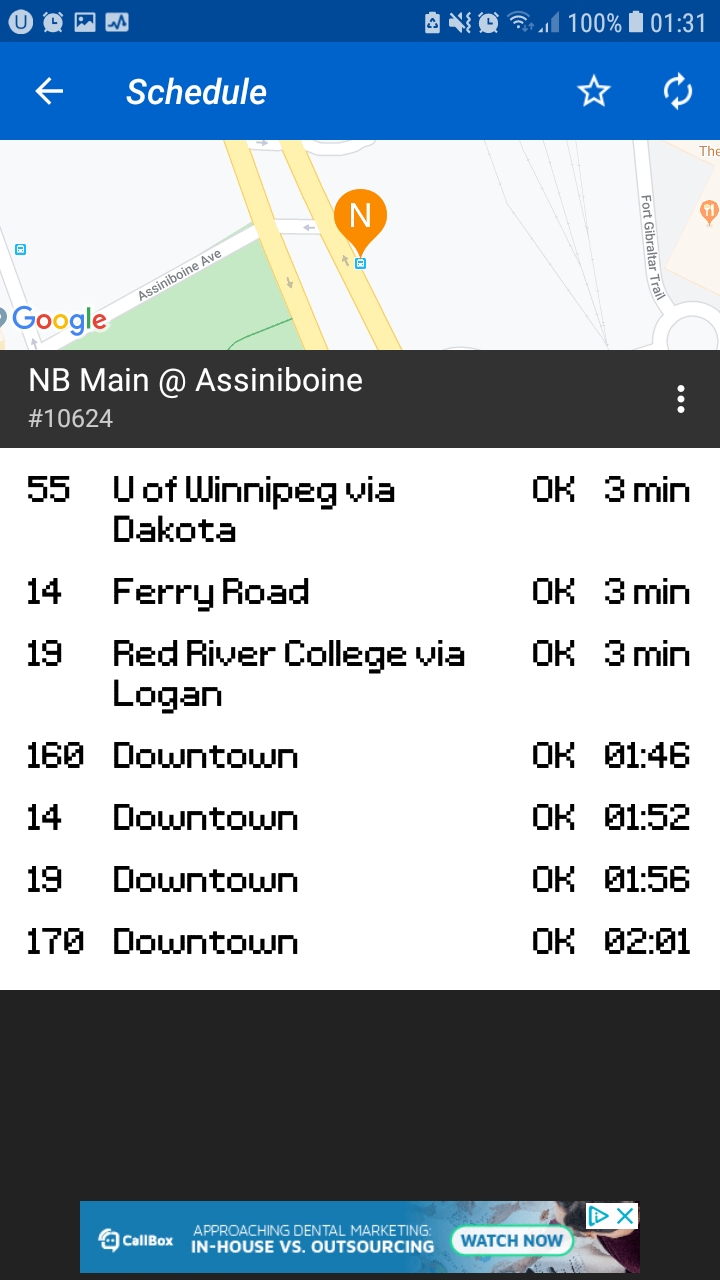 100% 01:31
Schedule
The
N
Assiniboine Ave
Fort Gibraltar Trail
Google
NB Main @ Assiniboine
#10624
55 U of Winnipeg via OK 3 min
Dakota
14 Ferry Road OK 3 min
19 Red River College via OK 3 min
Logan
160 Downtown OK 01:46
14 Downtown OK 01:52
19 Downtown OK 01:56
170 Downtown OK 02:01
CallBox
APPROACHING DENTAL MARKETING:
IN-HOUSE VS. OUTSOURCING
WATCH NOW